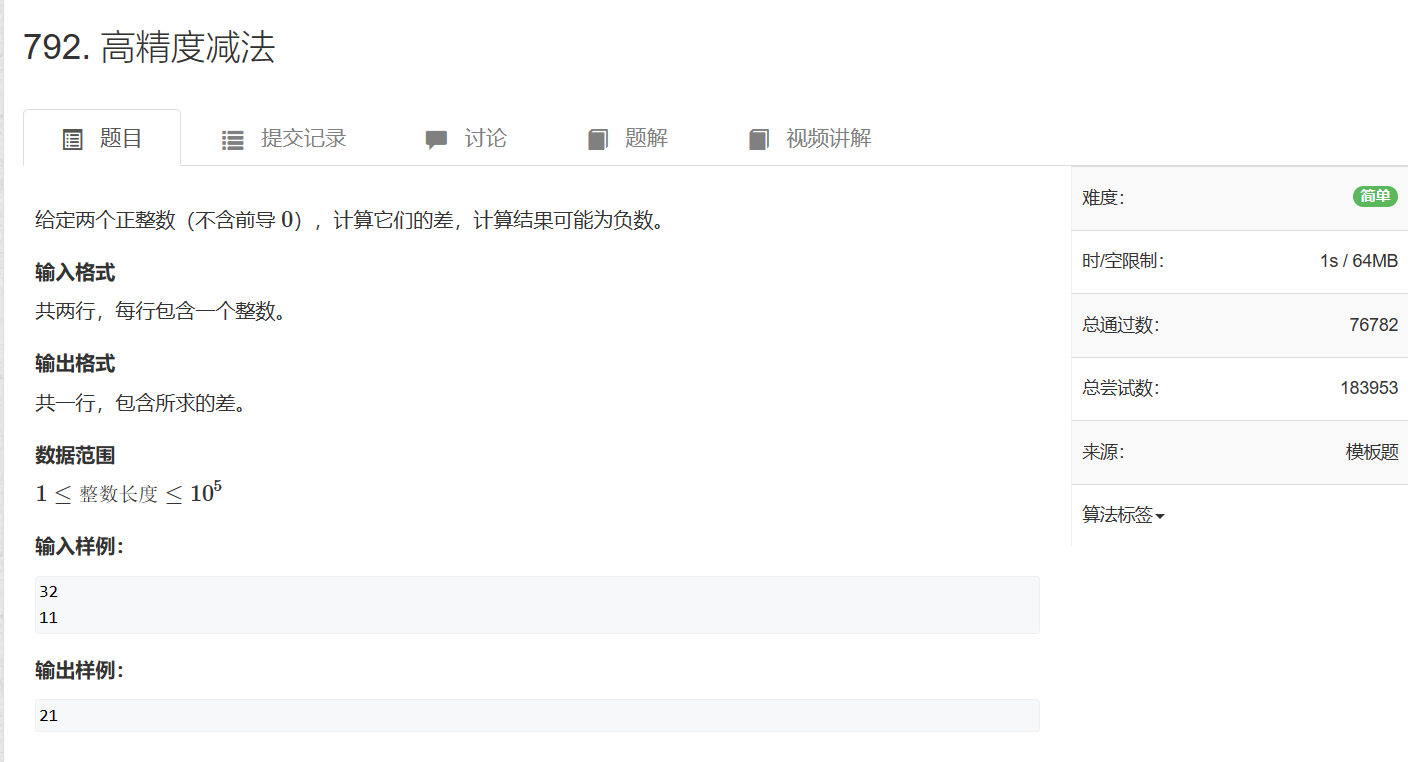 792. 高精度减法
题目
提交记录
讨论
题解
视频讲解
给定两个正整数（不含前导 0），计算它们的差，计算结果可能为负数。
输入格式
共两行，每行包含一个整数。
输出格式
共一行，包含所求的差。
数据范围
1 ≤ 整数长度 ≤ 10⁵
输入样例：
32
11
输出样例：
21
难度： 简单
时/空限制： 1s / 64MB
总通过数： 76782
总尝试数： 183953
来源： 模板题
算法标签